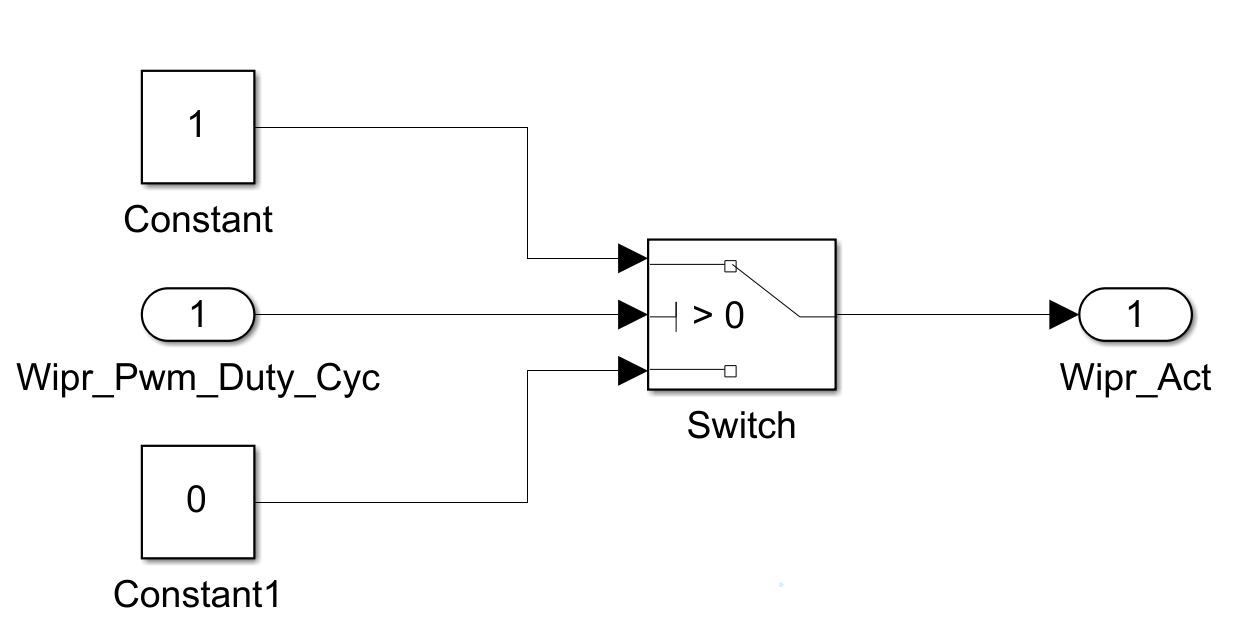 1
Constant
1
Wipr_Pwm_Duty_Cyc
0
Constant1
> 0
Switch
1
Wipr_Act